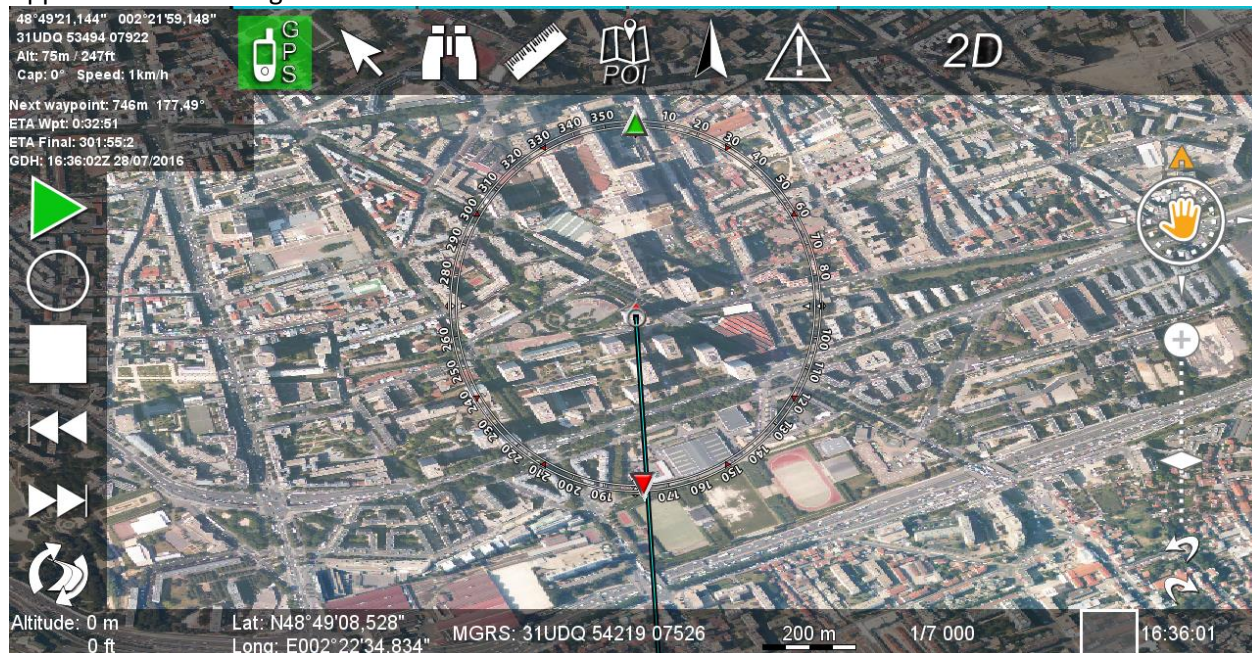 48°49'21,144" 002°21'59,148"
31UDQ 53494 07922
Alt: 75m / 247ft
Cap: 0° Speed: 1km/h
GPS
POI
2D
Next waypoint: 746m 177,49°
ETA Wpt: 0:32:51
ETA Final: 301:55:2
GDH: 16:36:02Z 28/07/2016
350 10
340 20
330 30
320 40
310 50
300 60
290 70
280 80
260 100
250 110
240 120
230 130
220 140
210 150
200 160
190 170
Altitude: 0 m
0 ft
Lat: N48°49'08,528"
Long: E002°22'34,834"
MGRS: 31UDQ 54219 07526
200 m
1/7 000
16:36:01